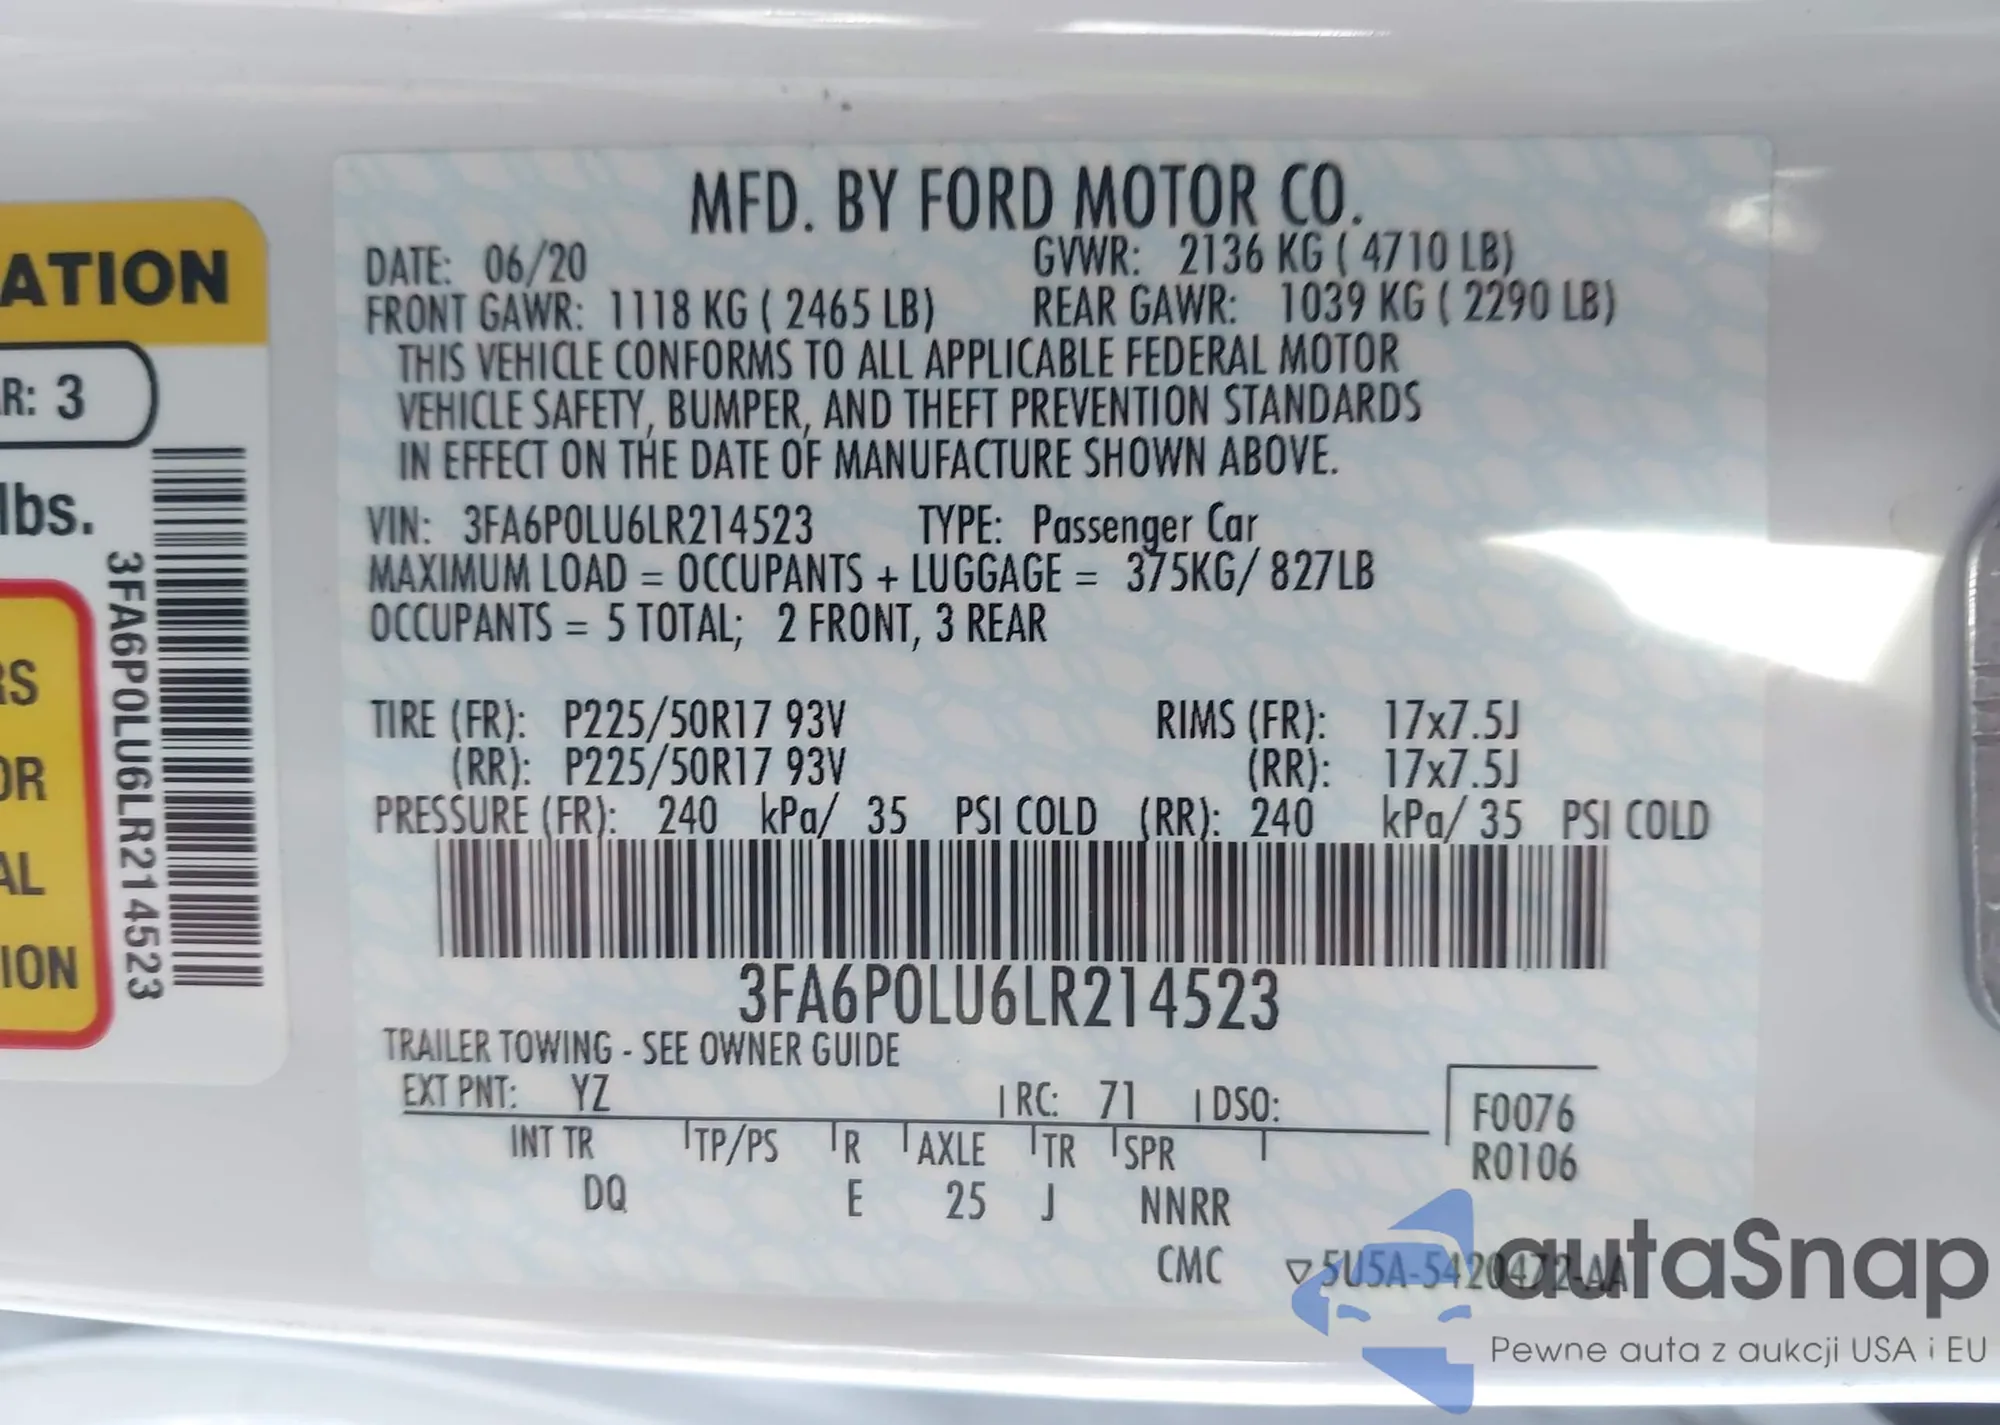 ATION
R: 3
lbs.
RS
OR
AL
ION
3FA6P0LU6LR214523
MFD. BY FORD MOTOR CO.
DATE: 06/20 GVWR: 2136 KG ( 4710 LB)
FRONT GAWR: 1118 KG ( 2465 LB) REAR GAWR: 1039 KG ( 2290 LB)
THIS VEHICLE CONFORMS TO ALL APPLICABLE FEDERAL MOTOR
VEHICLE SAFETY, BUMPER, AND THEFT PREVENTION STANDARDS
IN EFFECT ON THE DATE OF MANUFACTURE SHOWN ABOVE.
VIN: 3FA6P0LU6LR214523 TYPE: Passenger Car
MAXIMUM LOAD = OCCUPANTS + LUGGAGE = 375KG/ 827LB
OCCUPANTS = 5 TOTAL; 2 FRONT, 3 REAR
TIRE (FR): P225/50R17 93V RIMS (FR): 17x7.5J
(RR): P225/50R17 93V (RR): 17x7.5J
PRESSURE (FR): 240 kPa/ 35 PSI COLD (RR): 240 kPa/ 35 PSI COLD
3FA6P0LU6LR214523
TRAILER TOWING - SEE OWNER GUIDE
EXT PNT: YZ RC: 71 DSO:
F0076
R0106
INT TR TP/PS R AXLE TR SPR
DQ E 25 J NNRR
CMC ▽5U5A-5420472-AA
autaSnap
Pewne auta z aukcji USA i EU